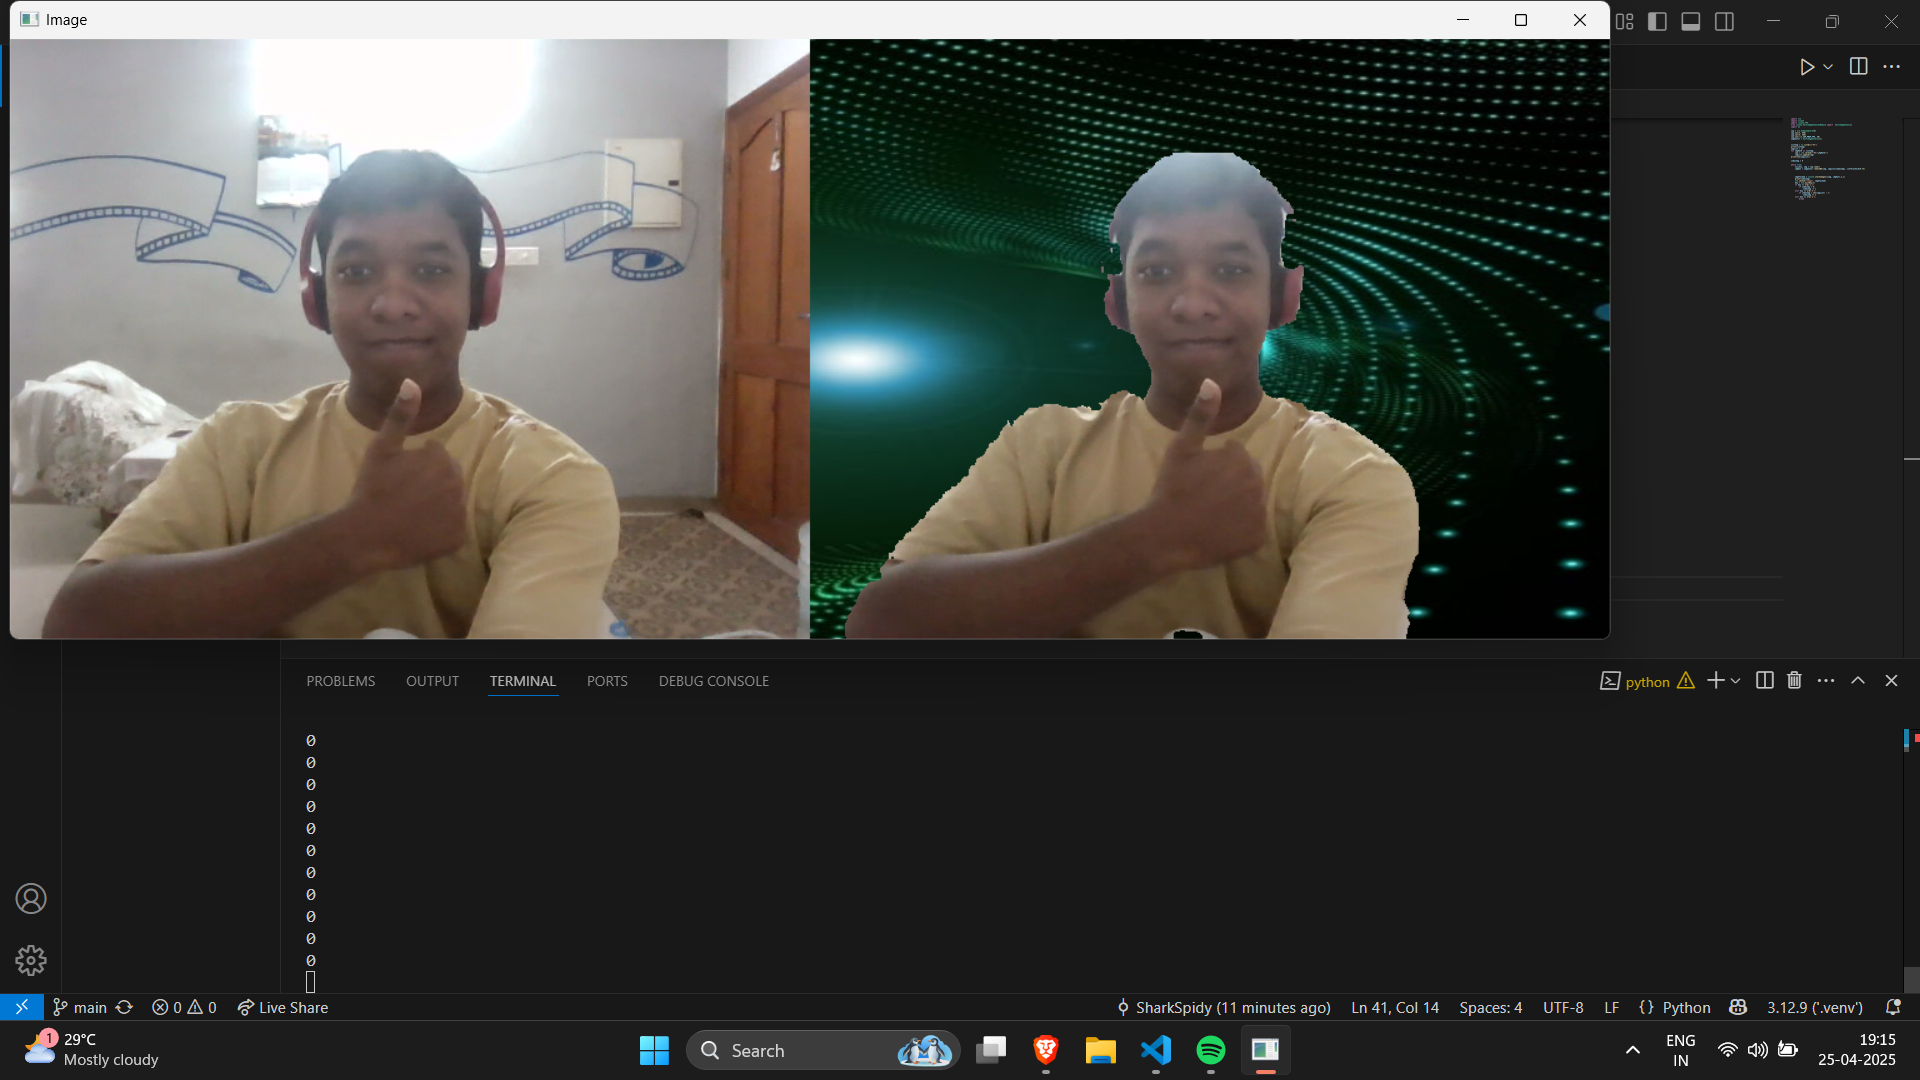 Image
PROBLEMS OUTPUT TERMINAL PORTS DEBUG CONSOLE
python
0
0
0
0
0
0
0
0
0
0
0
main 0 0 Live Share SharkSpidy (11 minutes ago) Ln 41, Col 14 Spaces: 4 UTF-8 LF {} Python 3.12.9 ('.venv')
1 29°C
Mostly cloudy
Search
ENG
IN
19:15
25-04-2025